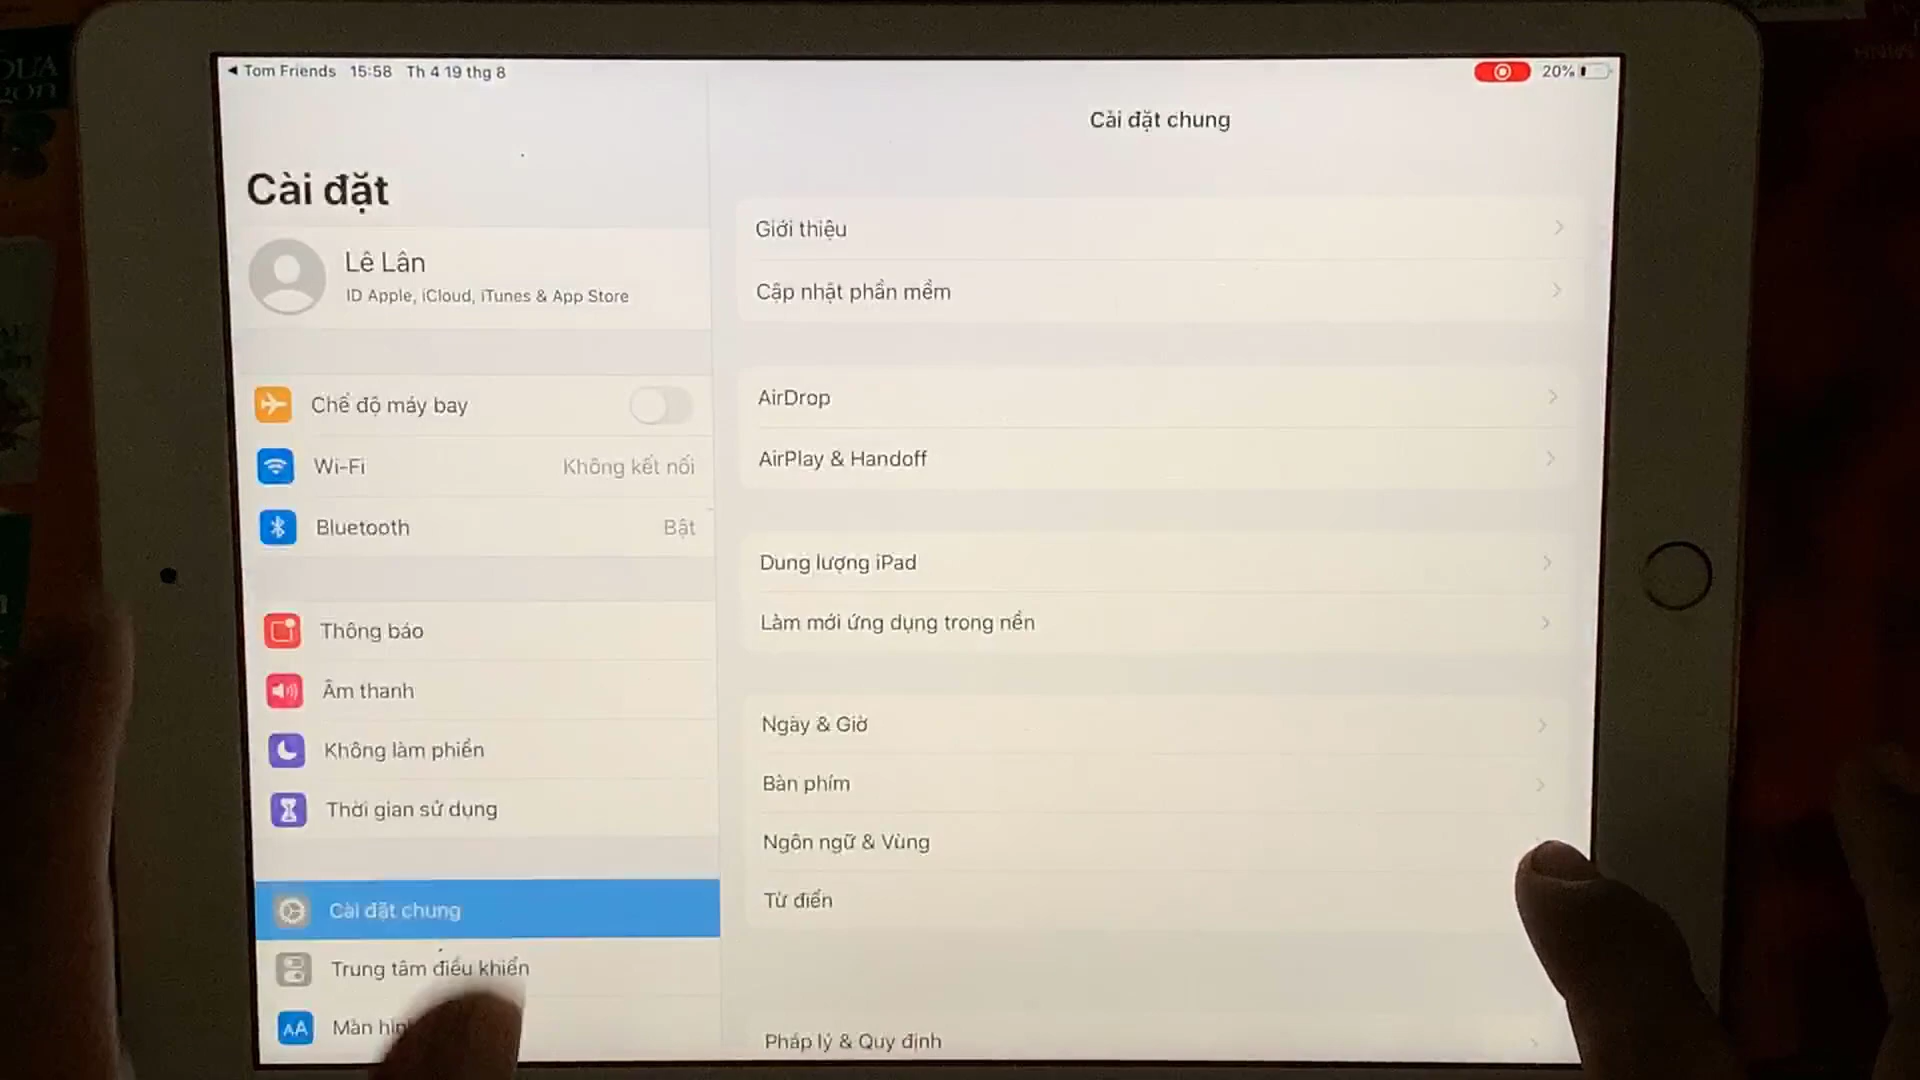 ◀ Tom Friends 15:58 Th 4 19 thg 8
20%
Cài đặt
Lê Lân
ID Apple, iCloud, iTunes & App Store
Chế độ máy bay
Wi-Fi Không kết nối
Bluetooth Bật
Thông báo
Âm thanh
Không làm phiền
Thời gian sử dụng
Cài đặt chung
Trung tâm điều khiển
AA Màn hìn
Cài đặt chung
Giới thiệu
Cập nhật phần mềm
AirDrop
AirPlay & Handoff
Dung lượng iPad
Làm mới ứng dụng trong nền
Ngày & Giờ
Bàn phím
Ngôn ngữ & Vùng
Từ điển
Pháp lý & Quy định